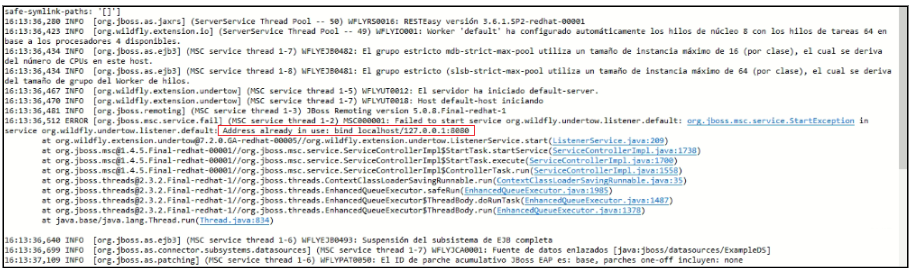 safe-symlink-paths: '[]']
16:13:36,280 INFO  [org.jboss.as.jaxrs] (ServerService Thread Pool -- 50) WFLYRS0016: RESTEasy versión 3.6.1.SP2-redhat-00001
16:13:36,423 INFO  [org.wildfly.extension.io] (ServerService Thread Pool -- 49) WFLYIO001: Worker 'default' ha configurado automáticamente los hilos de núcleo 8 con los hilos de tareas 64 en
base a los procesadores 4 disponibles.
16:13:36,434 INFO  [org.jboss.as.ejb3] (MSC service thread 1-7) WFLYEJB0482: El grupo estricto mdb-strict-max-pool utiliza un tamaño de instancia máximo de 16 (por clase), el cual se deriva
del número de CPUs en este host.
16:13:36,434 INFO  [org.jboss.as.ejb3] (MSC service thread 1-8) WFLYEJB0481: El grupo estricto (slsb-strict-max-pool utiliza un tamaño de instancia máximo de 64 (por clase), el cual se deriva
del tamaño de grupo del Worker de hilos.
16:13:36,467 INFO  [org.wildfly.extension.undertow] (MSC service thread 1-5) WFLYUT0012: El servidor ha iniciado default-server.
16:13:36,470 INFO  [org.wildfly.extension.undertow] (MSC service thread 1-7) WFLYUT0018: Host default-host iniciando
16:13:36,481 INFO  [org.jboss.remoting] (MSC service thread 1-3) JBoss Remoting version 5.0.8.Final-redhat-1
16:13:36,512 ERROR [org.jboss.msc.service.fail] (MSC service thread 1-2) MSC000001: Failed to start service org.wildfly.undertow.listener.default: org.jboss.msc.service.StartException in
service org.wildfly.undertow.listener.default: Address already in use: bind localhost/127.0.0.1:8080
at org.wildfly.extension.undertow@7.2.0.GA-redhat-00005//org.wildfly.extension.undertow.ListenerService.start(ListenerService.java:209)
at org.jboss.msc@1.4.5.Final-redhat-00001//org.jboss.msc.service.ServiceControllerImpl$StartTask.startService(ServiceControllerImpl.java:1738)
at org.jboss.msc@1.4.5.Final-redhat-00001//org.jboss.msc.service.ServiceControllerImpl$StartTask.execute(ServiceControllerImpl.java:1700)
at org.jboss.msc@1.4.5.Final-redhat-00001//org.jboss.msc.service.ServiceControllerImpl$ControllerTask.run(ServiceControllerImpl.java:1558)
at org.jboss.threads@2.3.2.Final-redhat-1//org.jboss.threads.ContextClassLoaderSavingRunnable.run(ContextClassLoaderSavingRunnable.java:35)
at org.jboss.threads@2.3.2.Final-redhat-1//org.jboss.threads.EnhancedQueueExecutor.safeRun(EnhancedQueueExecutor.java:1985)
at org.jboss.threads@2.3.2.Final-redhat-1//org.jboss.threads.EnhancedQueueExecutor$ThreadBody.doRunTask(EnhancedQueueExecutor.java:1487)
at org.jboss.threads@2.3.2.Final-redhat-1//org.jboss.threads.EnhancedQueueExecutor$ThreadBody.run(EnhancedQueueExecutor.java:1378)
at java.base/java.lang.Thread.run(Thread.java:834)
16:13:36,640 INFO  [org.jboss.as.ejb3] (MSC service thread 1-6) WFLYEJB0493: Suspensión del subsistema de EJB completa
16:13:36,699 INFO  [org.jboss.as.connector.subsystems.datasources] (MSC service thread 1-7) WFLYJCA0001: Fuente de datos enlazados [java:jboss/datasources/ExampleDS]
16:13:37,109 INFO  [org.jboss.as.patching] (MSC service thread 1-6) WFLYPAT0050: El ID de parche acumulativo JBoss EAP es: base, parches one-off incluyen: none